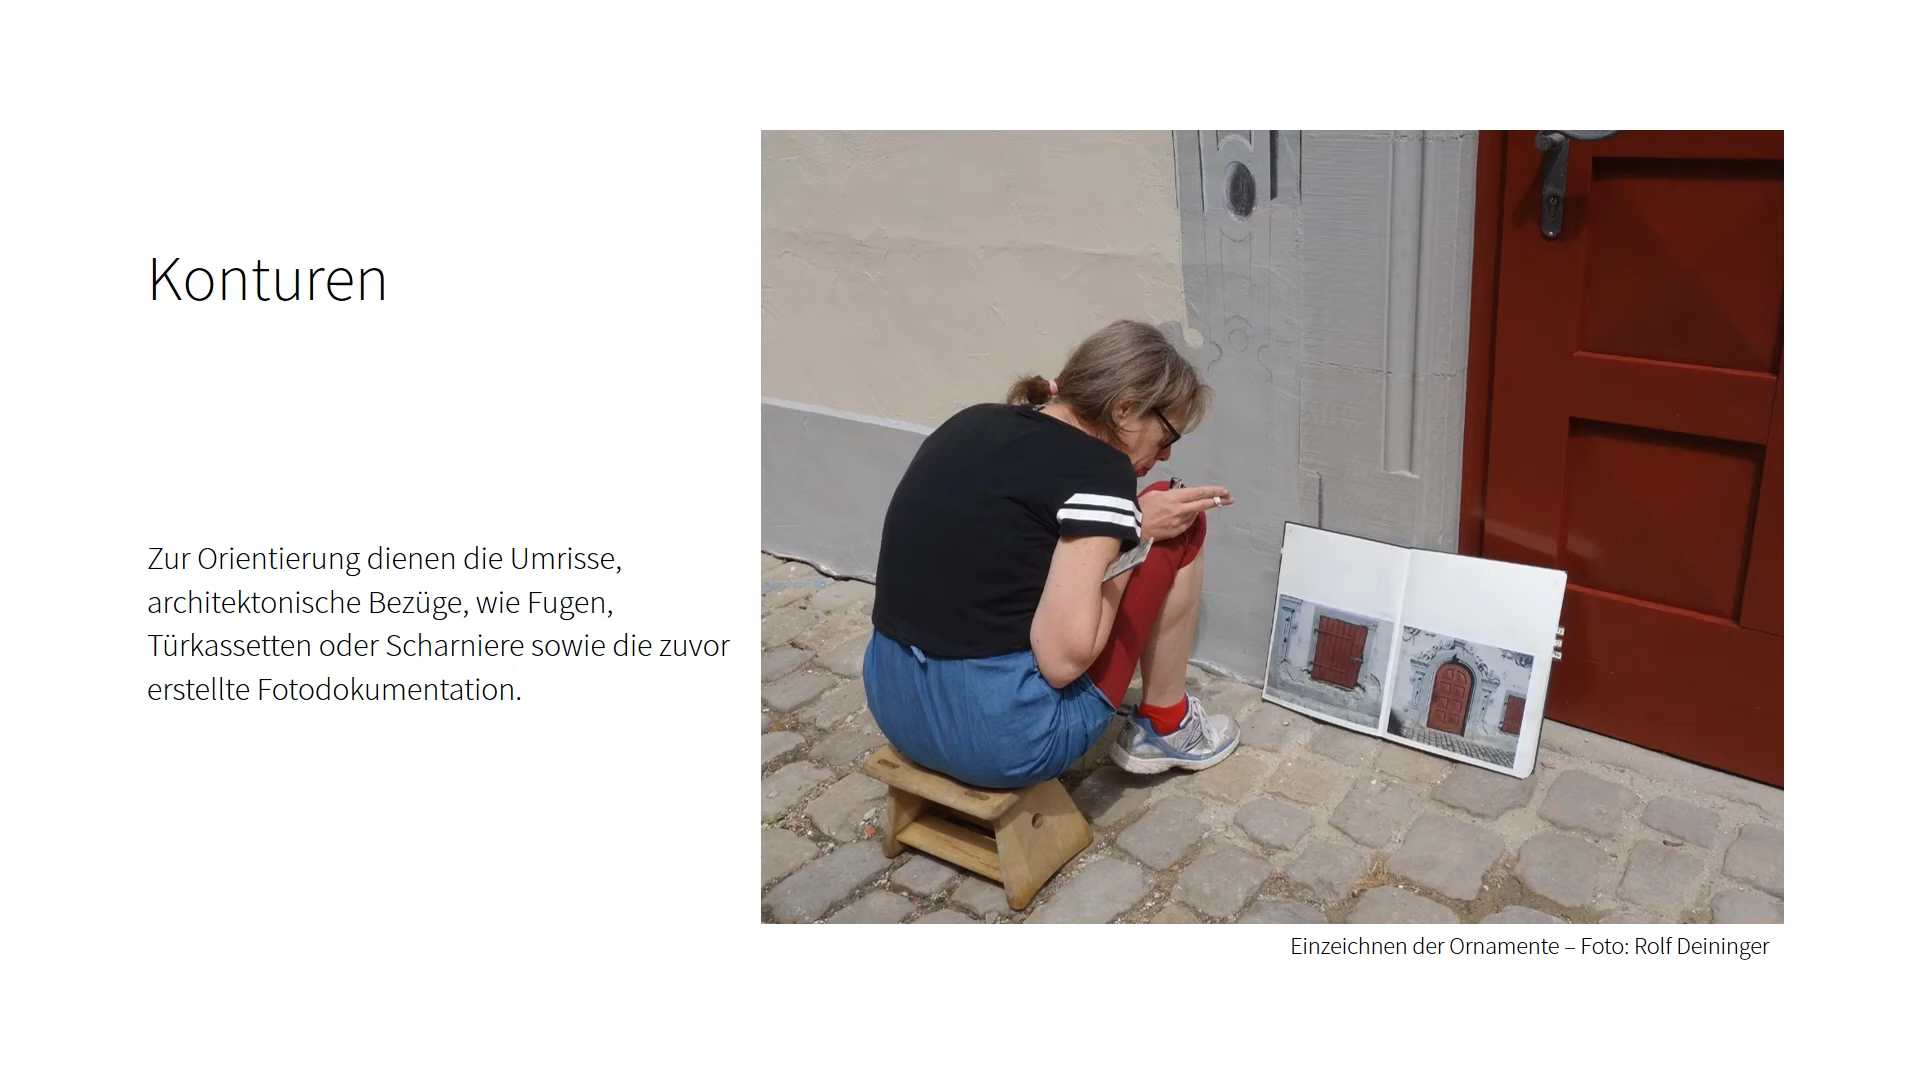 Konturen
Zur Orientierung dienen die Umrisse,
architektonische Bezüge, wie Fugen,
Türkassetten oder Scharniere sowie die zuvor
erstellte Fotodokumentation.
Einzeichnen der Ornamente – Foto: Rolf Deininger